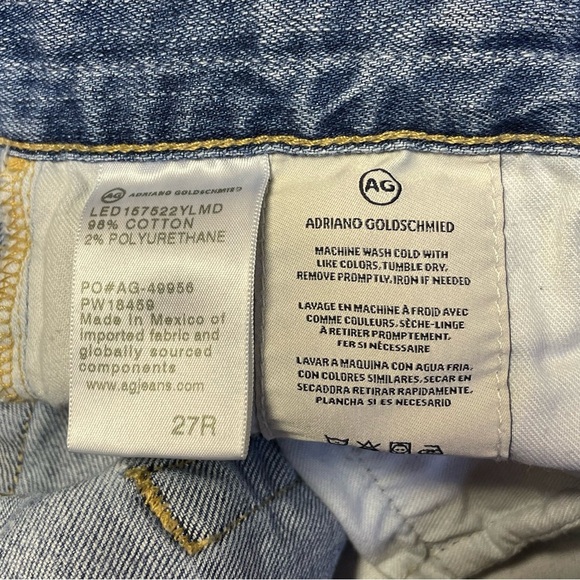 AG ADRIANO GOLDSCHMIED
LED157522YLMD
98% COTTON
2% POLYURETHANE
PO#AG-49956
PW18459
Made in Mexico of
imported fabric and
globally sourced
components
www.agjeans.com
27R
AG
ADRIANO GOLDSCHMIED
MACHINE WASH COLD WITH
LIKE COLORS, TUMBLE DRY.
REMOVE PROMPTLY. IRON IF NEEDED
LAVAGE EN MACHINE À FROID AVEC
COMME COULEURS. SÈCHE-LINGE
À RETIRER PROMPTEMENT.
FER SI NÉCESSAIRE
LAVAR A MAQUINA CON AGUA FRIA,
CON COLORES SIMILARES, SECAR EN
SECADORA RETIRAR RAPIDAMENTE.
PLANCHA SI ES NECESARIO